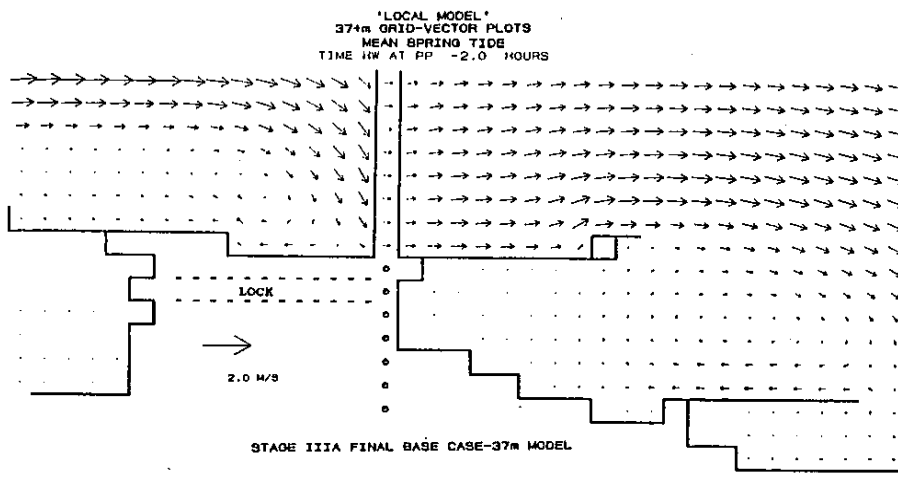 "LOCAL MODEL"
37+m GRID-VECTOR PLOTS
MEAN SPRING TIDE
TIME HW AT PP -2.0 HOURS
LOCK
2.0 M/S
STAGE IIIA FINAL BASE CASE-37m MODEL